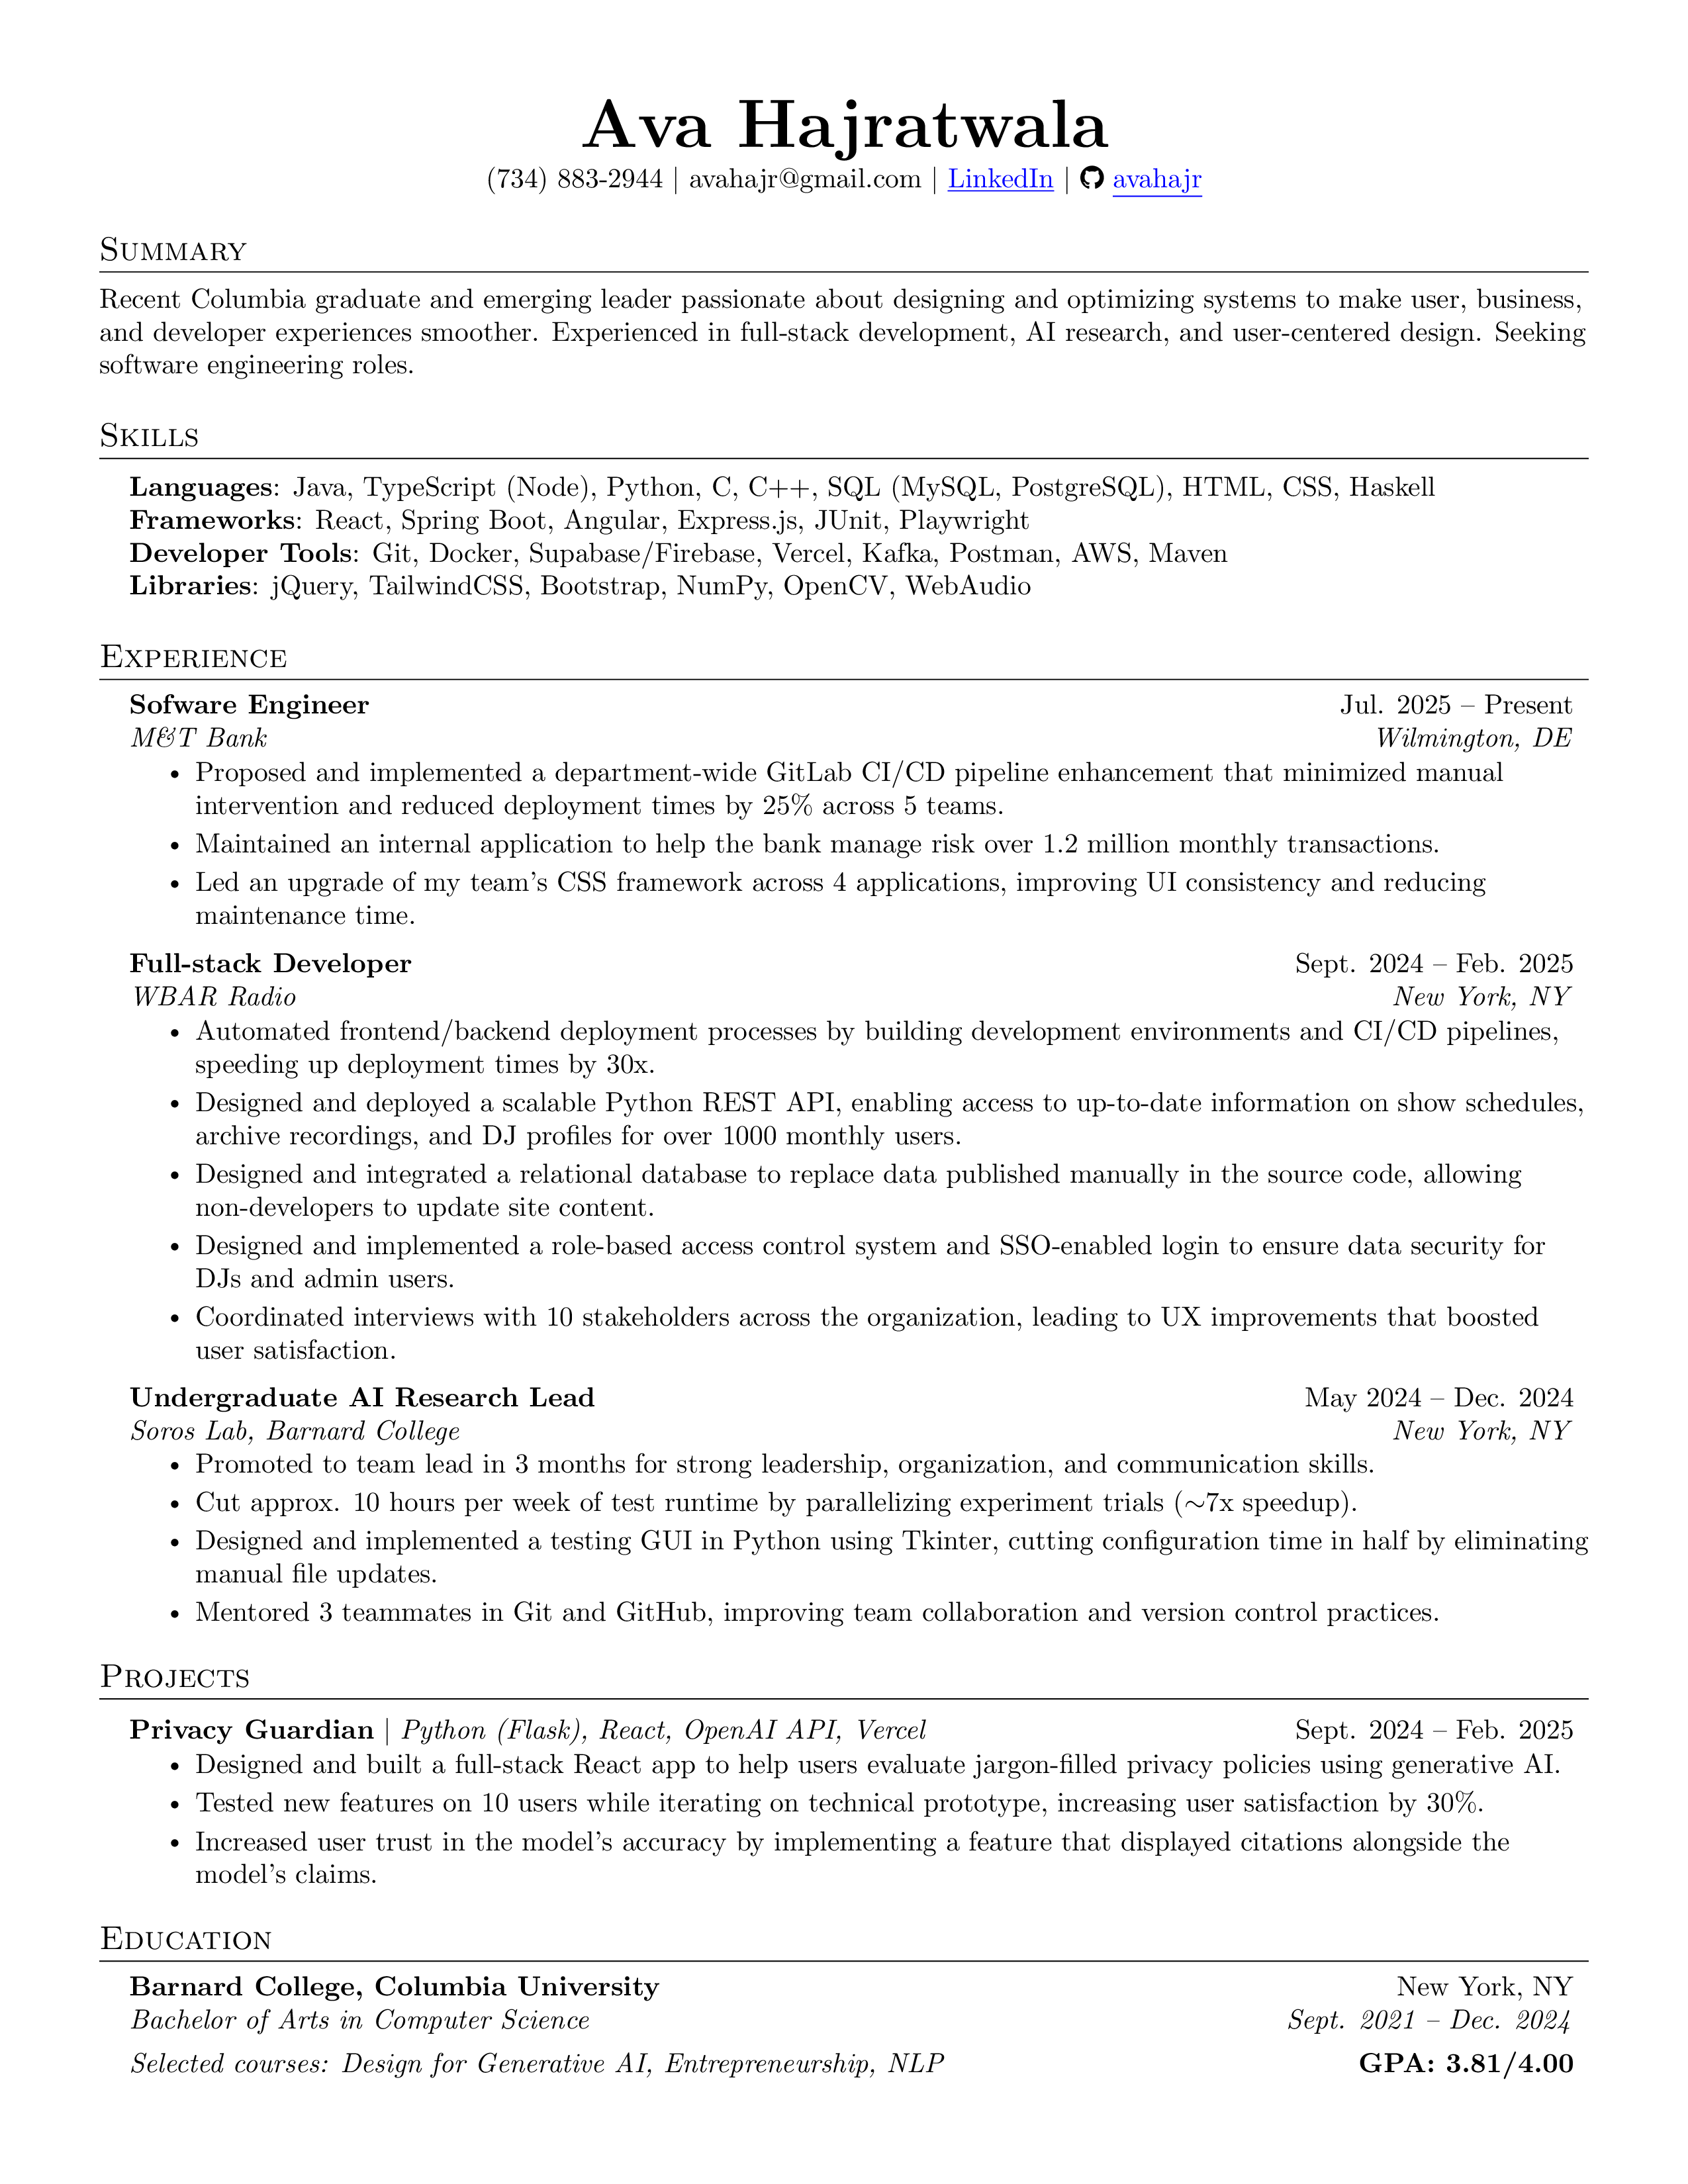 Ava Hajratwala
(734) 883-2944 | avahajr@gmail.com | LinkedIn | avahajr
Summary
Recent Columbia graduate and emerging leader passionate about designing and optimizing systems to make user, business,
and developer experiences smoother. Experienced in full-stack development, AI research, and user-centered design. Seeking
software engineering roles.
Skills
Languages: Java, TypeScript (Node), Python, C, C++, SQL (MySQL, PostgreSQL), HTML, CSS, Haskell
Frameworks: React, Spring Boot, Angular, Express.js, JUnit, Playwright
Developer Tools: Git, Docker, Supabase/Firebase, Vercel, Kafka, Postman, AWS, Maven
Libraries: jQuery, TailwindCSS, Bootstrap, NumPy, OpenCV, WebAudio
Experience
Sofware Engineer Jul. 2025 – Present
M&T Bank Wilmington, DE
• Proposed and implemented a department-wide GitLab CI/CD pipeline enhancement that minimized manual
intervention and reduced deployment times by 25% across 5 teams.
• Maintained an internal application to help the bank manage risk over 1.2 million monthly transactions.
• Led an upgrade of my team's CSS framework across 4 applications, improving UI consistency and reducing
maintenance time.
Full-stack Developer Sept. 2024 – Feb. 2025
WBAR Radio New York, NY
• Automated frontend/backend deployment processes by building development environments and CI/CD pipelines,
speeding up deployment times by 30x.
• Designed and deployed a scalable Python REST API, enabling access to up-to-date information on show schedules,
archive recordings, and DJ profiles for over 1000 monthly users.
• Designed and integrated a relational database to replace data published manually in the source code, allowing
non-developers to update site content.
• Designed and implemented a role-based access control system and SSO-enabled login to ensure data security for
DJs and admin users.
• Coordinated interviews with 10 stakeholders across the organization, leading to UX improvements that boosted
user satisfaction.
Undergraduate AI Research Lead May 2024 – Dec. 2024
Soros Lab, Barnard College New York, NY
• Promoted to team lead in 3 months for strong leadership, organization, and communication skills.
• Cut approx. 10 hours per week of test runtime by parallelizing experiment trials (~7x speedup).
• Designed and implemented a testing GUI in Python using Tkinter, cutting configuration time in half by eliminating
manual file updates.
• Mentored 3 teammates in Git and GitHub, improving team collaboration and version control practices.
Projects
Privacy Guardian | Python (Flask), React, OpenAI API, Vercel Sept. 2024 – Feb. 2025
• Designed and built a full-stack React app to help users evaluate jargon-filled privacy policies using generative AI.
• Tested new features on 10 users while iterating on technical prototype, increasing user satisfaction by 30%.
• Increased user trust in the model's accuracy by implementing a feature that displayed citations alongside the
model's claims.
Education
Barnard College, Columbia University New York, NY
Bachelor of Arts in Computer Science Sept. 2021 – Dec. 2024
Selected courses: Design for Generative AI, Entrepreneurship, NLP GPA: 3.81/4.00